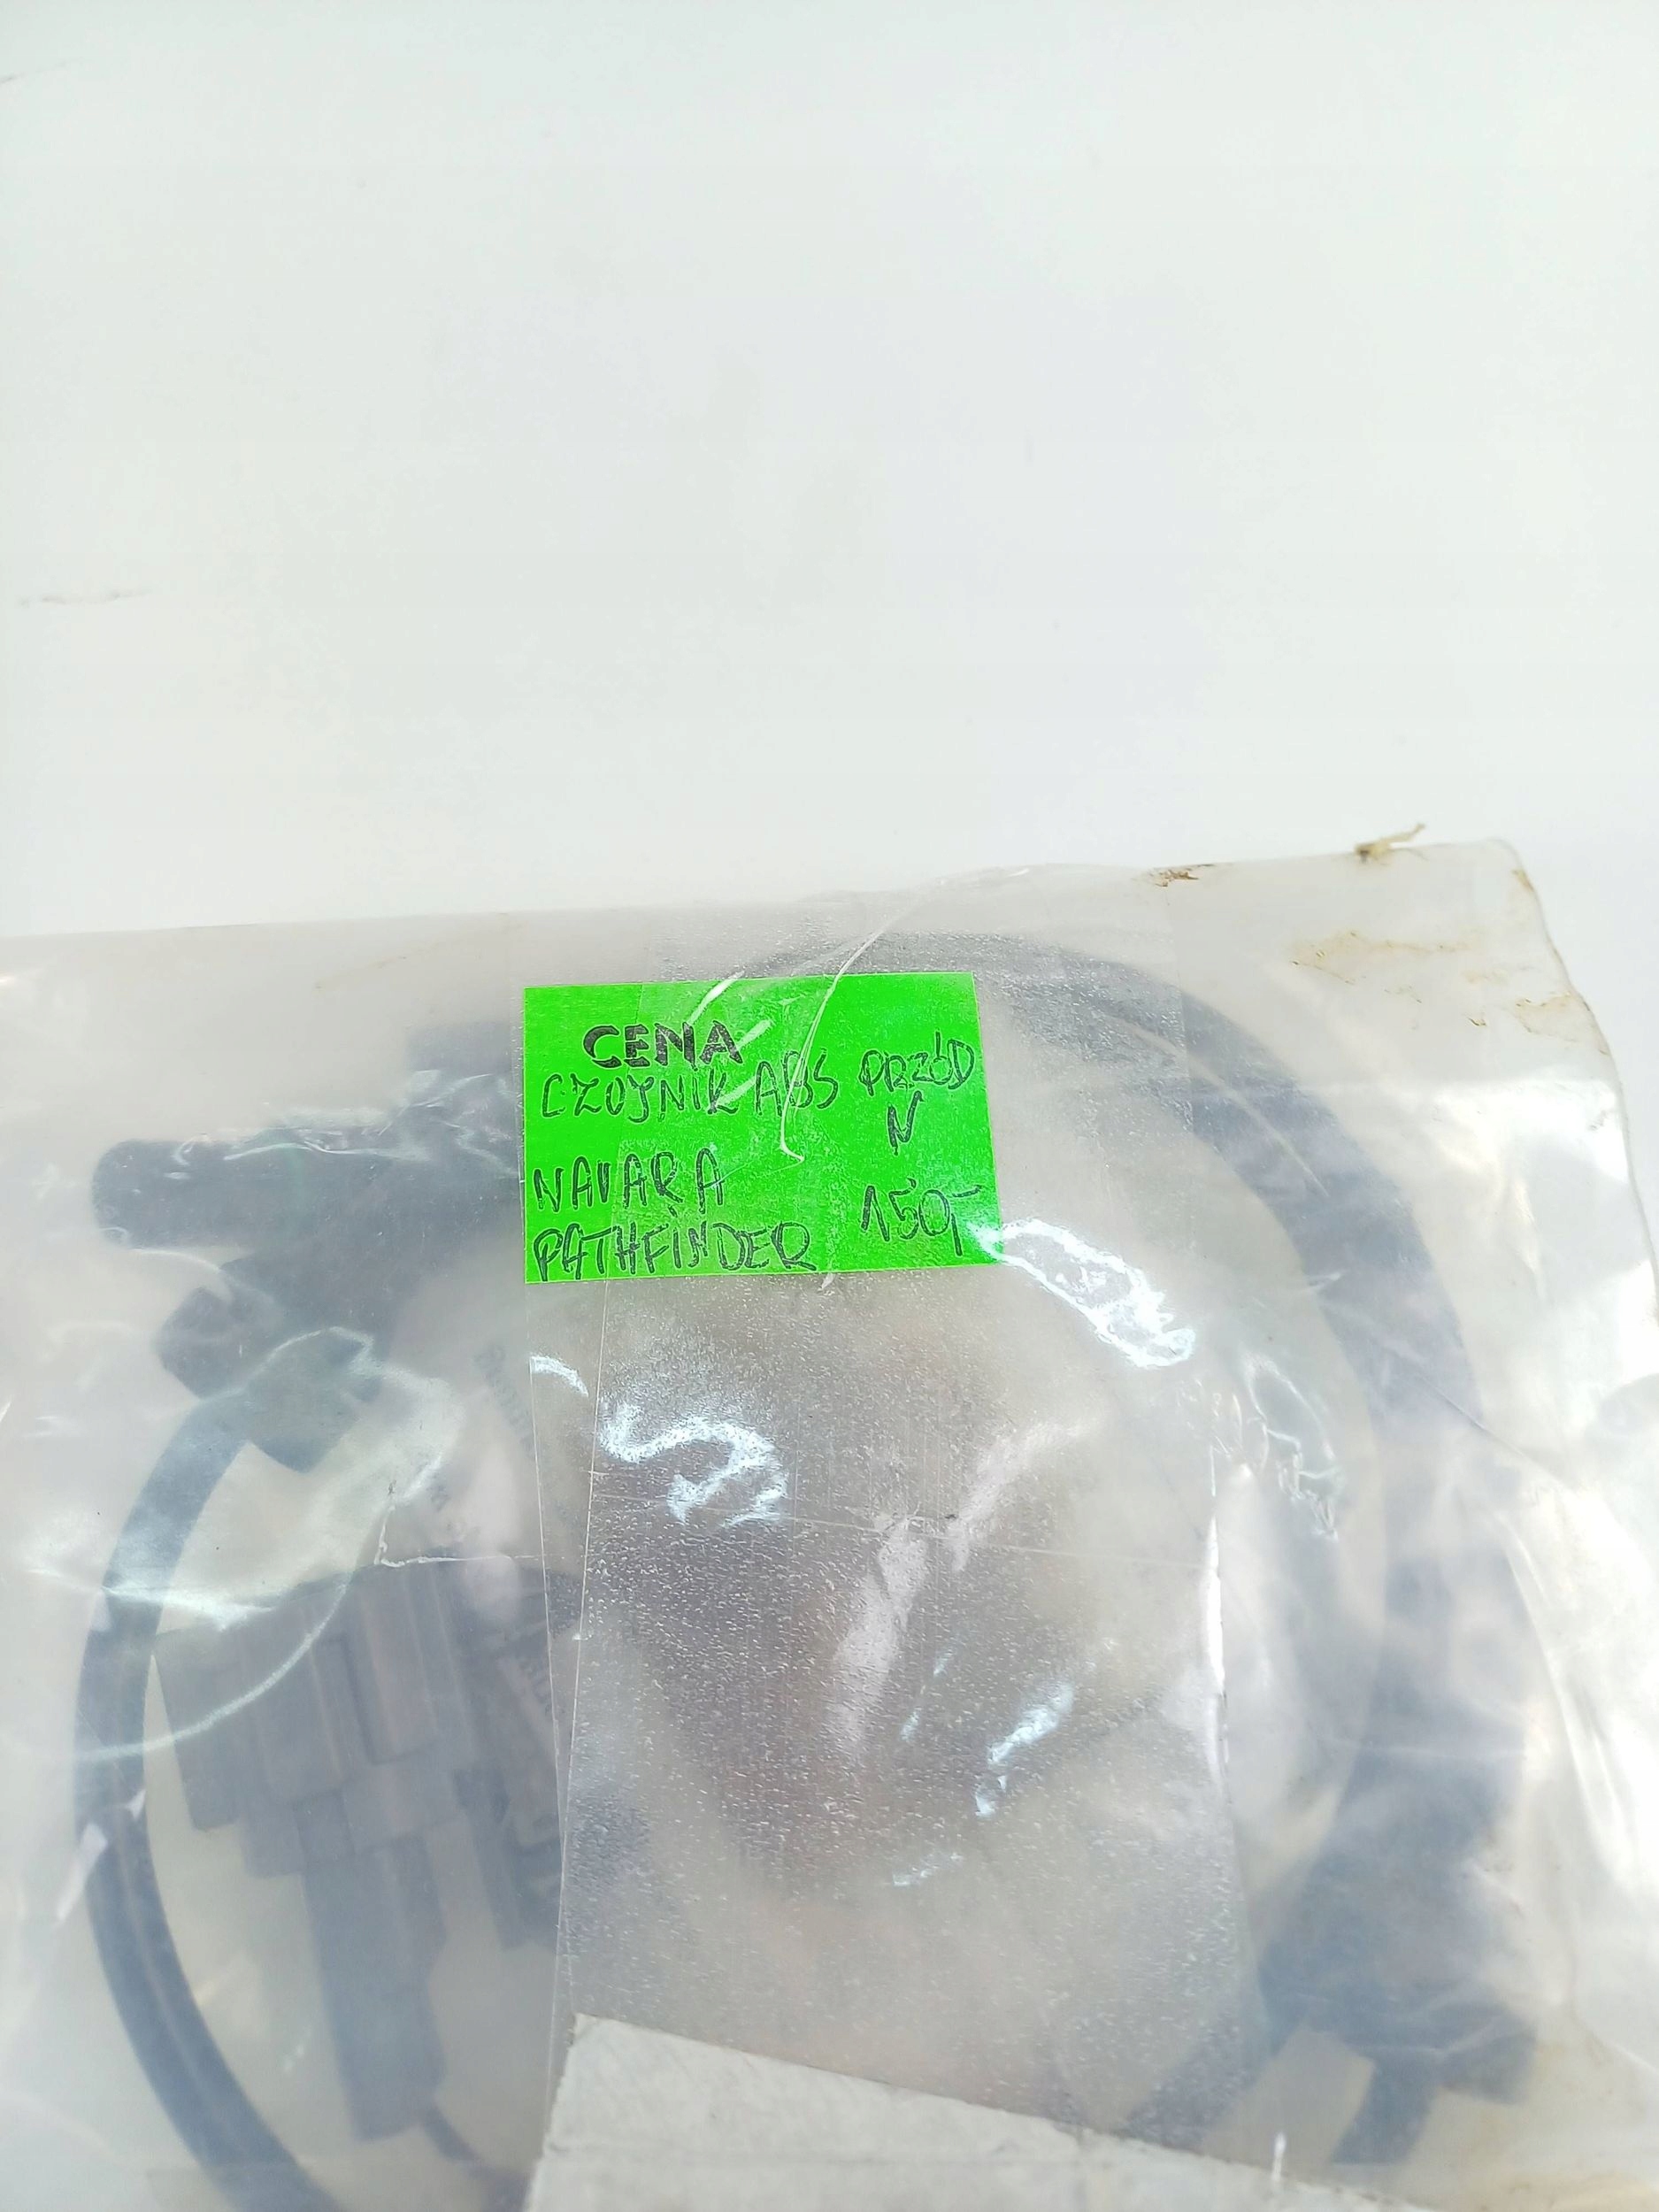 CENA
CZUJNIK ABS PRZÓD
N
NAVARA
PATHFINDER 150,-